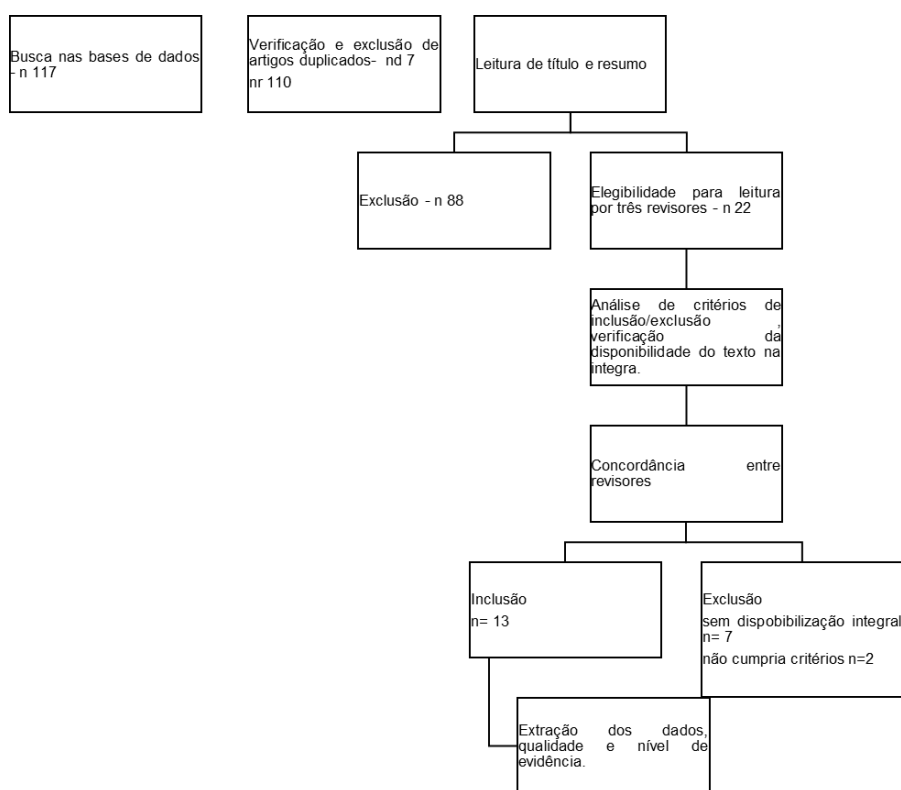 Busca nas bases de dados
- n 117
Verificação e exclusão de
artigos duplicados- nd 7
nr 110
Leitura de título e resumo
Exclusão - n 88
Elegibilidade para leitura
por três revisores - n 22
Análise de critérios de
inclusão/exclusão ,
verificação da
disponibilidade do texto na
integra.
Concordância entre
revisores
Inclusão
n= 13
Exclusão
sem dispobibilização integral
n= 7
não cumpria critérios n=2
Extração dos dados,
qualidade e nível de
evidência.